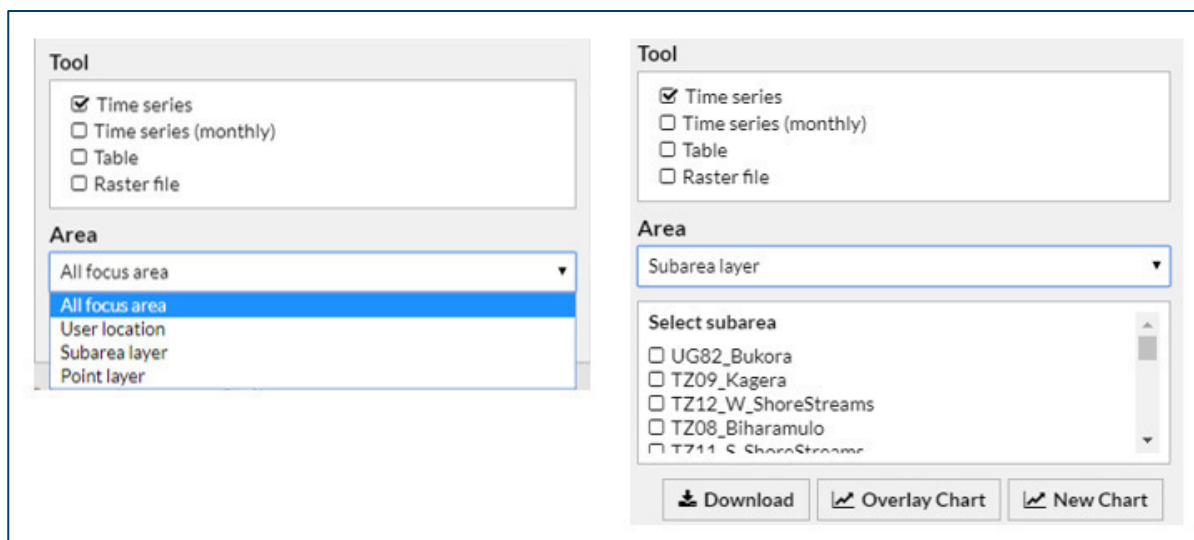 Tool
Time series
Time series (monthly)
Table
Raster file
Area
All focus area
All focus area
User location
Subarea layer
Point layer
Tool
Time series
Time series (monthly)
Table
Raster file
Area
Subarea layer
Select subarea
UG82_Bukora
TZ09_Kagera
TZ12_W_ShoreStreams
TZ08_Biharamulo
TZ11_S_ShoreStreams
Download Overlay Chart New Chart